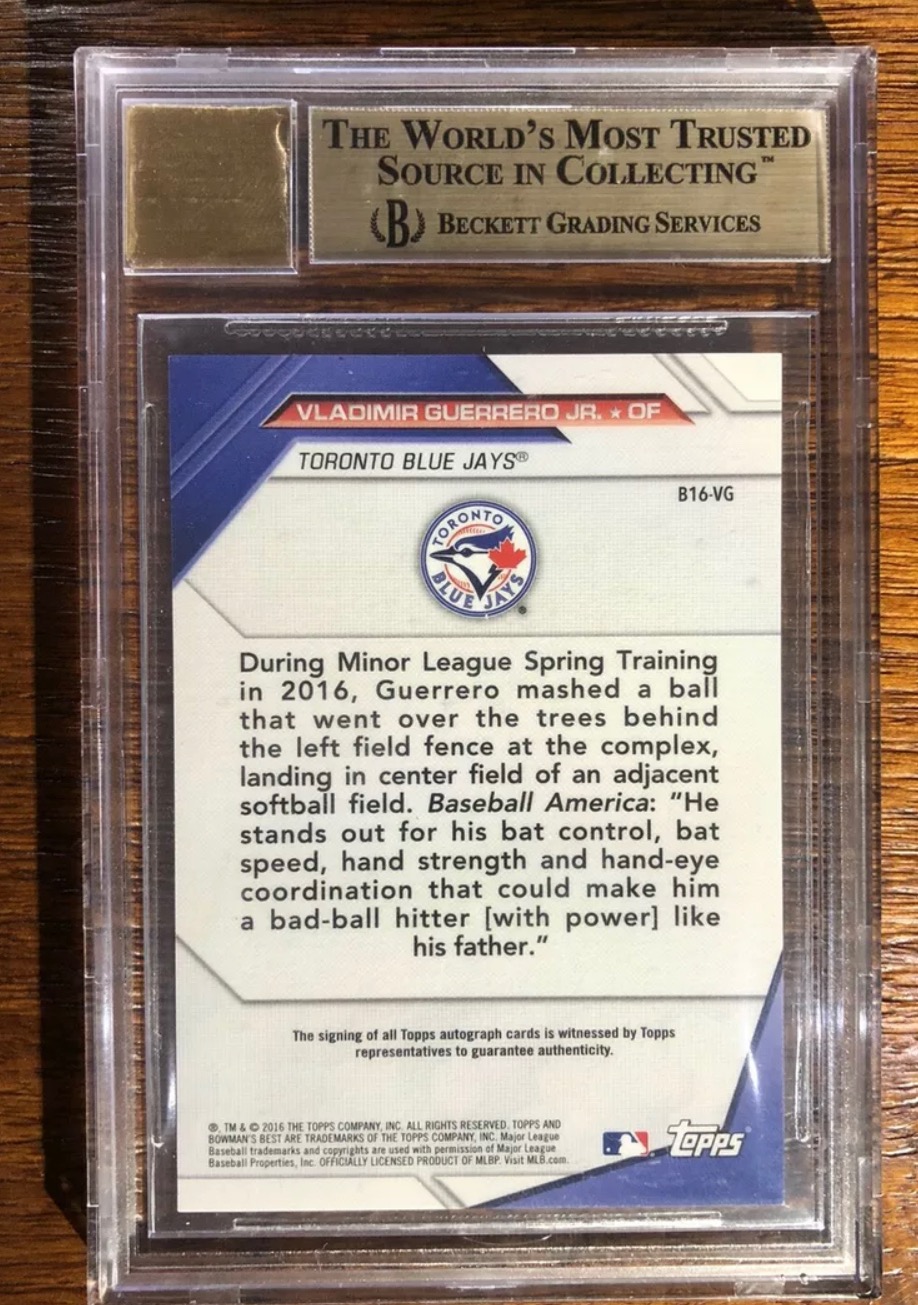 THE WORLD'S MOST TRUSTED
SOURCE IN COLLECTING™
B BECKETT GRADING SERVICES
VLADIMIR GUERRERO JR. ★ OF
TORONTO BLUE JAYS®
B16-VG
TORONTO
BLUE JAYS
®
During Minor League Spring Training
in 2016, Guerrero mashed a ball
that went over the trees behind
the left field fence at the complex,
landing in center field of an adjacent
softball field. Baseball America: "He
stands out for his bat control, bat
speed, hand strength and hand-eye
coordination that could make him
a bad-ball hitter [with power] like
his father."
The signing of all Topps autograph cards is witnessed by Topps
representatives to guarantee authenticity.
®, TM & © 2016 THE TOPPS COMPANY, INC. ALL RIGHTS RESERVED. TOPPS AND
BOWMAN'S BEST ARE TRADEMARKS OF THE TOPPS COMPANY, INC. Major League
Baseball trademarks and copyrights are used with permission of Major League
Baseball Properties, Inc. OFFICIALLY LICENSED PRODUCT OF MLBP. Visit MLB.com.
topps®